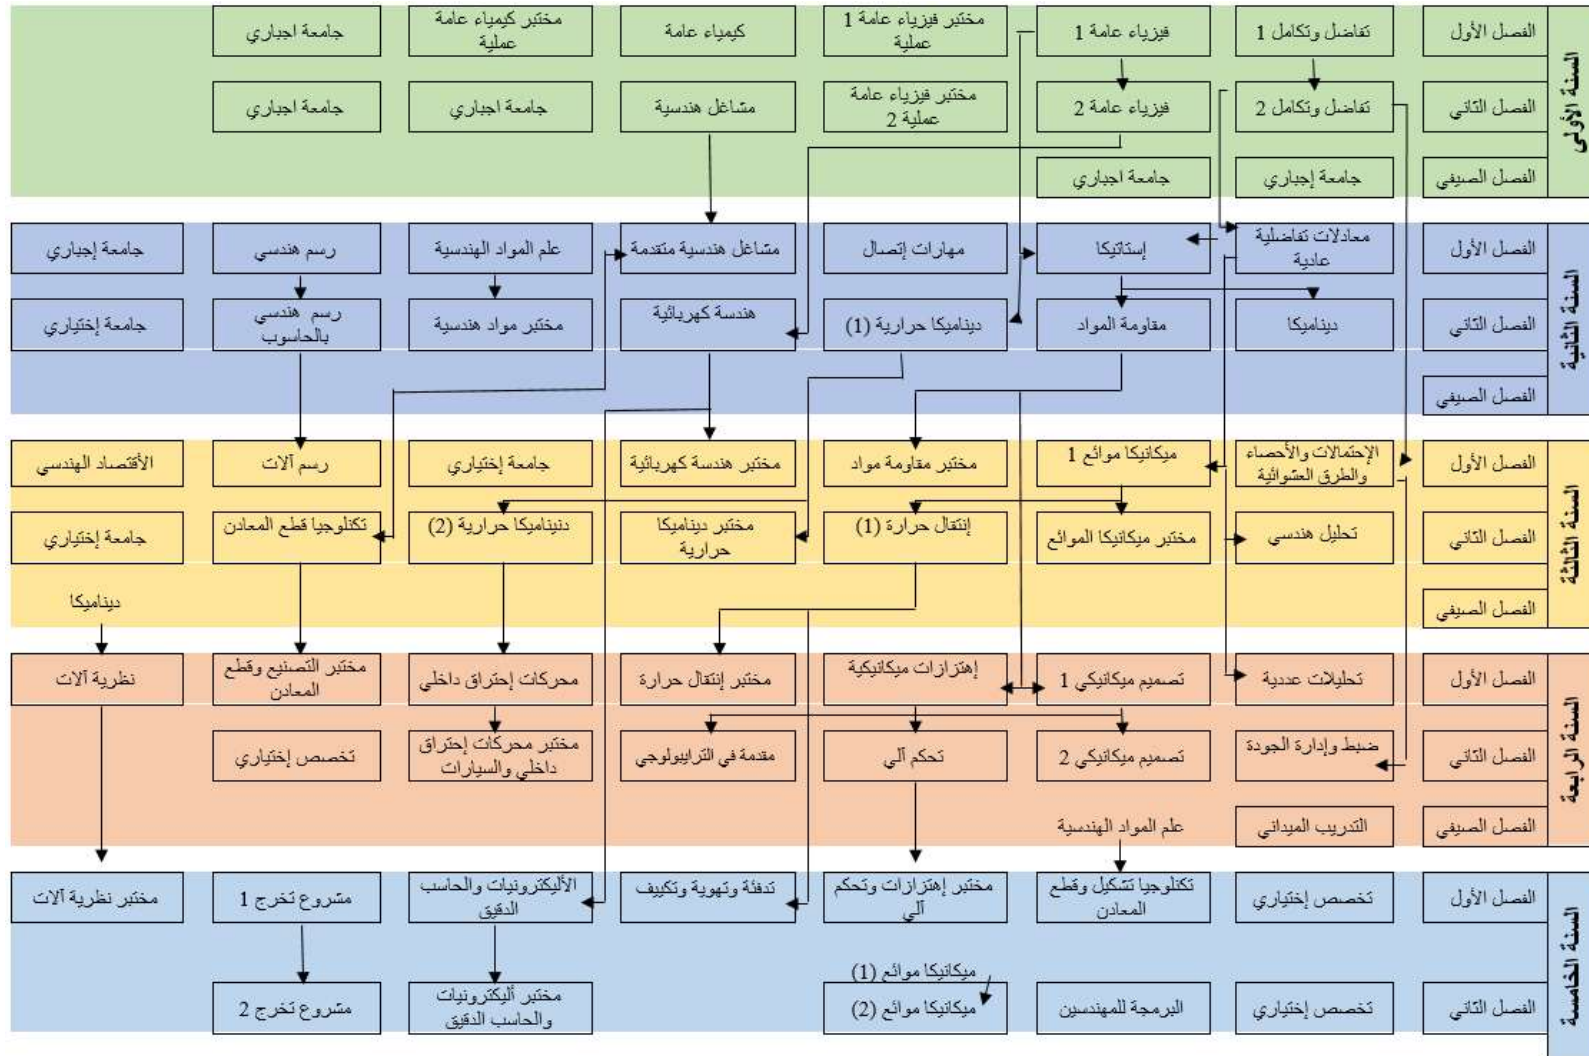 السنة الأولى
الفصل الأول
تفاضل وتكامل 1
فيزياء عامة 1
مختبر فيزياء عامة 1
عملية
كيمياء عامة
مختبر كيمياء عامة
عملية
جامعة اجباري
الفصل الثاني
تفاضل وتكامل 2
فيزياء عامة 2
مختبر فيزياء عامة
عملية 2
مشاغل هندسية
جامعة اجباري
جامعة اجباري
الفصل الصيفي
جامعة إجباري
جامعة اجباري
السنة الثانية
الفصل الأول
معادلات تفاضلية
عادية
إستاتيكا
مهارات إتصال
مشاغل هندسية متقدمة
علم المواد الهندسية
رسم هندسي
جامعة إجباري
الفصل الثاني
ديناميكا
مقاومة المواد
ديناميكا حرارية (1)
هندسة كهربائية
مختبر مواد هندسية
رسم هندسي
بالحاسوب
جامعة إختياري
الفصل الصيفي
السنة الثالثة
الفصل الأول
الإحتمالات والأحصاء
والطرق العشوائية
ميكانيكا موائع 1
مختبر مقاومة مواد
مختبر هندسة كهربائية
جامعة إختياري
رسم آلات
الأقتصاد الهندسي
الفصل الثاني
تحليل هندسي
مختبر ميكانيكا الموائع
إنتقال حرارة (1)
مختبر ديناميكا
حرارية
دنيناميكا حرارية (2)
تكنلوجيا قطع المعادن
جامعة إختياري
الفصل الصيفي
ديناميكا
السنة الرابعة
الفصل الأول
تحليلات عددية
تصميم ميكانيكي 1
إهتزازات ميكانيكية
مختبر إنتقال حرارة
محركات إحتراق داخلي
مختبر التصنيع وقطع
المعادن
نظرية آلات
الفصل الثاني
ضبط وإدارة الجودة
تصميم ميكانيكي 2
تحكم آلي
مقدمة في الترايبولوجي
مختبر محركات إحتراق
داخلي والسيارات
تخصص إختياري
الفصل الصيفي
التدريب الميداني
علم المواد الهندسية
السنة الخامسة
الفصل الأول
تخصص إختياري
تكنلوجيا تشكيل وقطع
المعادن
مختبر إهتزازات وتحكم
آلي
تدفئة وتهوية وتكييف
الأليكترونيات والحاسب
الدقيق
مشروع تخرج 1
مختبر نظرية آلات
ميكانيكا موائع (1)
الفصل الثاني
تخصص إختياري
البرمجة للمهندسين
ميكانيكا موائع (2)
مختبر أليكترونيات
والحاسب الدقيق
مشروع تخرج 2